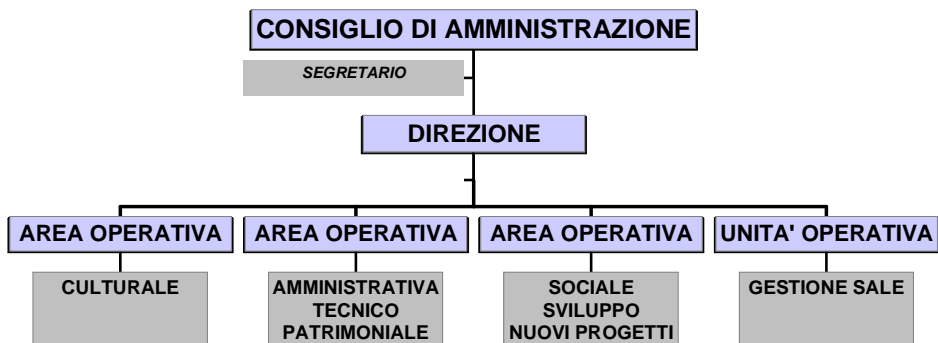 CONSIGLIO DI AMMINISTRAZIONE
SEGRETARIO
DIREZIONE
AREA OPERATIVA
CULTURALE
AREA OPERATIVA
AMMINISTRATIVA
TECNICO
PATRIMONIALE
AREA OPERATIVA
SOCIALE
SVILUPPO
NUOVI PROGETTI
UNITA' OPERATIVA
GESTIONE SALE